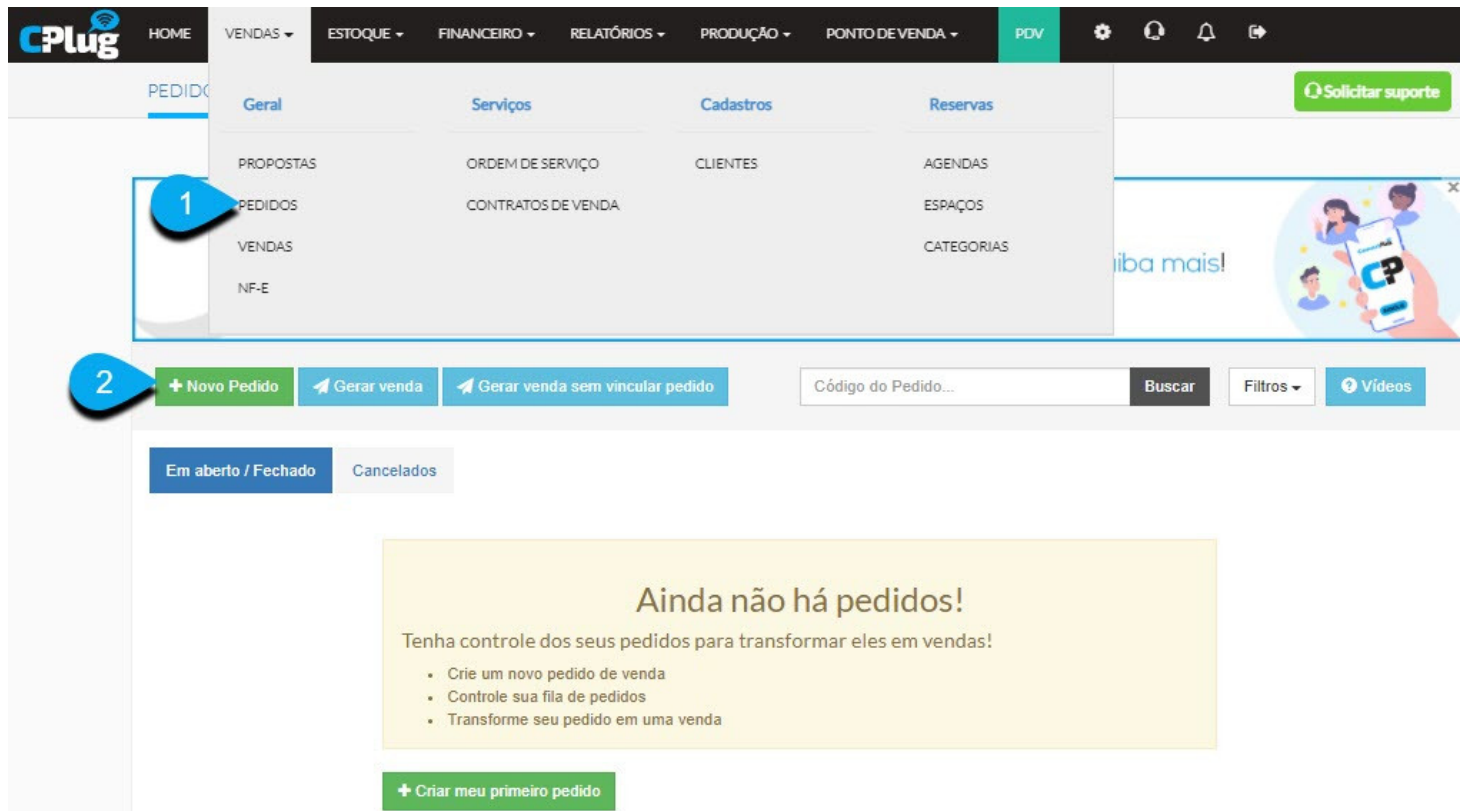 CPlug
HOME VENDAS ESTOQUE FINANCEIRO RELATÓRIOS PRODUÇÃO PONTO DE VENDA PDV
Solicitar suporte
Geral Serviços Cadastros Reservas
PROPOSTAS ORDEM DE SERVIÇO CLIENTES AGENDAS
1 PEDIDOS CONTRATOS DE VENDA ESPAÇOS
VENDAS CATEGORIAS
NF-E
mais!
CP
2 + Novo Pedido Gerar venda Gerar venda sem vincular pedido Código do Pedido... Buscar Filtros Vídeos
Em aberto / Fechado Cancelados
Ainda não há pedidos!
Tenha controle dos seus pedidos para transformar eles em vendas!
• Crie um novo pedido de venda
• Controle sua fila de pedidos
• Transforme seu pedido em uma venda
+ Criar meu primeiro pedido